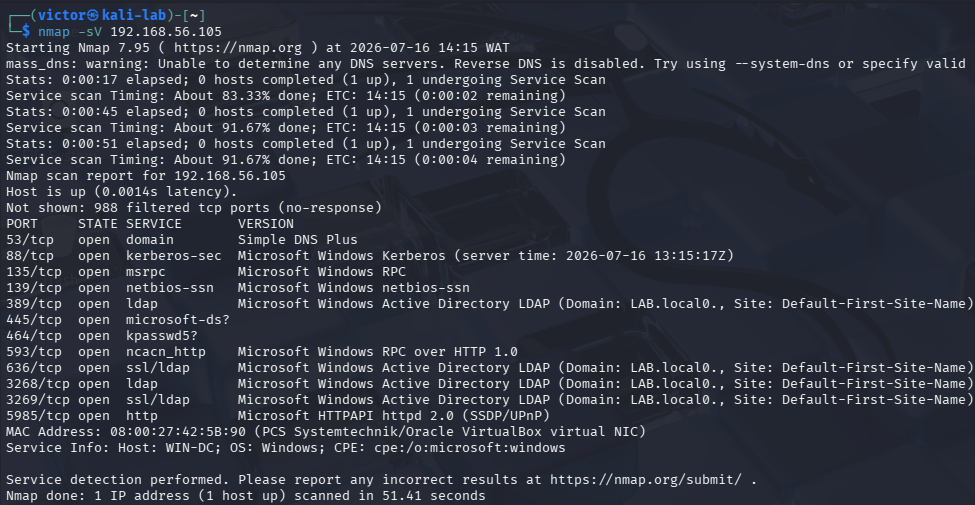 ┌──(victor㉿kali-lab)-[~]
└─$ nmap -sV 192.168.56.105
Starting Nmap 7.95 ( https://nmap.org ) at 2026-07-16 14:15 WAT
mass_dns: warning: Unable to determine any DNS servers. Reverse DNS is disabled. Try using --system-dns or specify valid
Stats: 0:00:17 elapsed; 0 hosts completed (1 up), 1 undergoing Service Scan
Service scan Timing: About 83.33% done; ETC: 14:15 (0:00:02 remaining)
Stats: 0:00:45 elapsed; 0 hosts completed (1 up), 1 undergoing Service Scan
Service scan Timing: About 91.67% done; ETC: 14:15 (0:00:03 remaining)
Stats: 0:00:51 elapsed; 0 hosts completed (1 up), 1 undergoing Service Scan
Service scan Timing: About 91.67% done; ETC: 14:15 (0:00:04 remaining)
Nmap scan report for 192.168.56.105
Host is up (0.0014s latency).
Not shown: 988 filtered tcp ports (no-response)
PORT     STATE SERVICE       VERSION
53/tcp   open  domain        Simple DNS Plus
88/tcp   open  kerberos-sec  Microsoft Windows Kerberos (server time: 2026-07-16 13:15:17Z)
135/tcp  open  msrpc         Microsoft Windows RPC
139/tcp  open  netbios-ssn   Microsoft Windows netbios-ssn
389/tcp  open  ldap          Microsoft Windows Active Directory LDAP (Domain: LAB.local0., Site: Default-First-Site-Name)
445/tcp  open  microsoft-ds?
464/tcp  open  kpasswd5?
593/tcp  open  ncacn_http    Microsoft Windows RPC over HTTP 1.0
636/tcp  open  ssl/ldap      Microsoft Windows Active Directory LDAP (Domain: LAB.local0., Site: Default-First-Site-Name)
3268/tcp open  ldap          Microsoft Windows Active Directory LDAP (Domain: LAB.local0., Site: Default-First-Site-Name)
3269/tcp open  ssl/ldap      Microsoft Windows Active Directory LDAP (Domain: LAB.local0., Site: Default-First-Site-Name)
5985/tcp open  http          Microsoft HTTPAPI httpd 2.0 (SSDP/UPnP)
MAC Address: 08:00:27:42:5B:90 (PCS Systemtechnik/Oracle VirtualBox virtual NIC)
Service Info: Host: WIN-DC; OS: Windows; CPE: cpe:/o:microsoft:windows

Service detection performed. Please report any incorrect results at https://nmap.org/submit/ .
Nmap done: 1 IP address (1 host up) scanned in 51.41 seconds